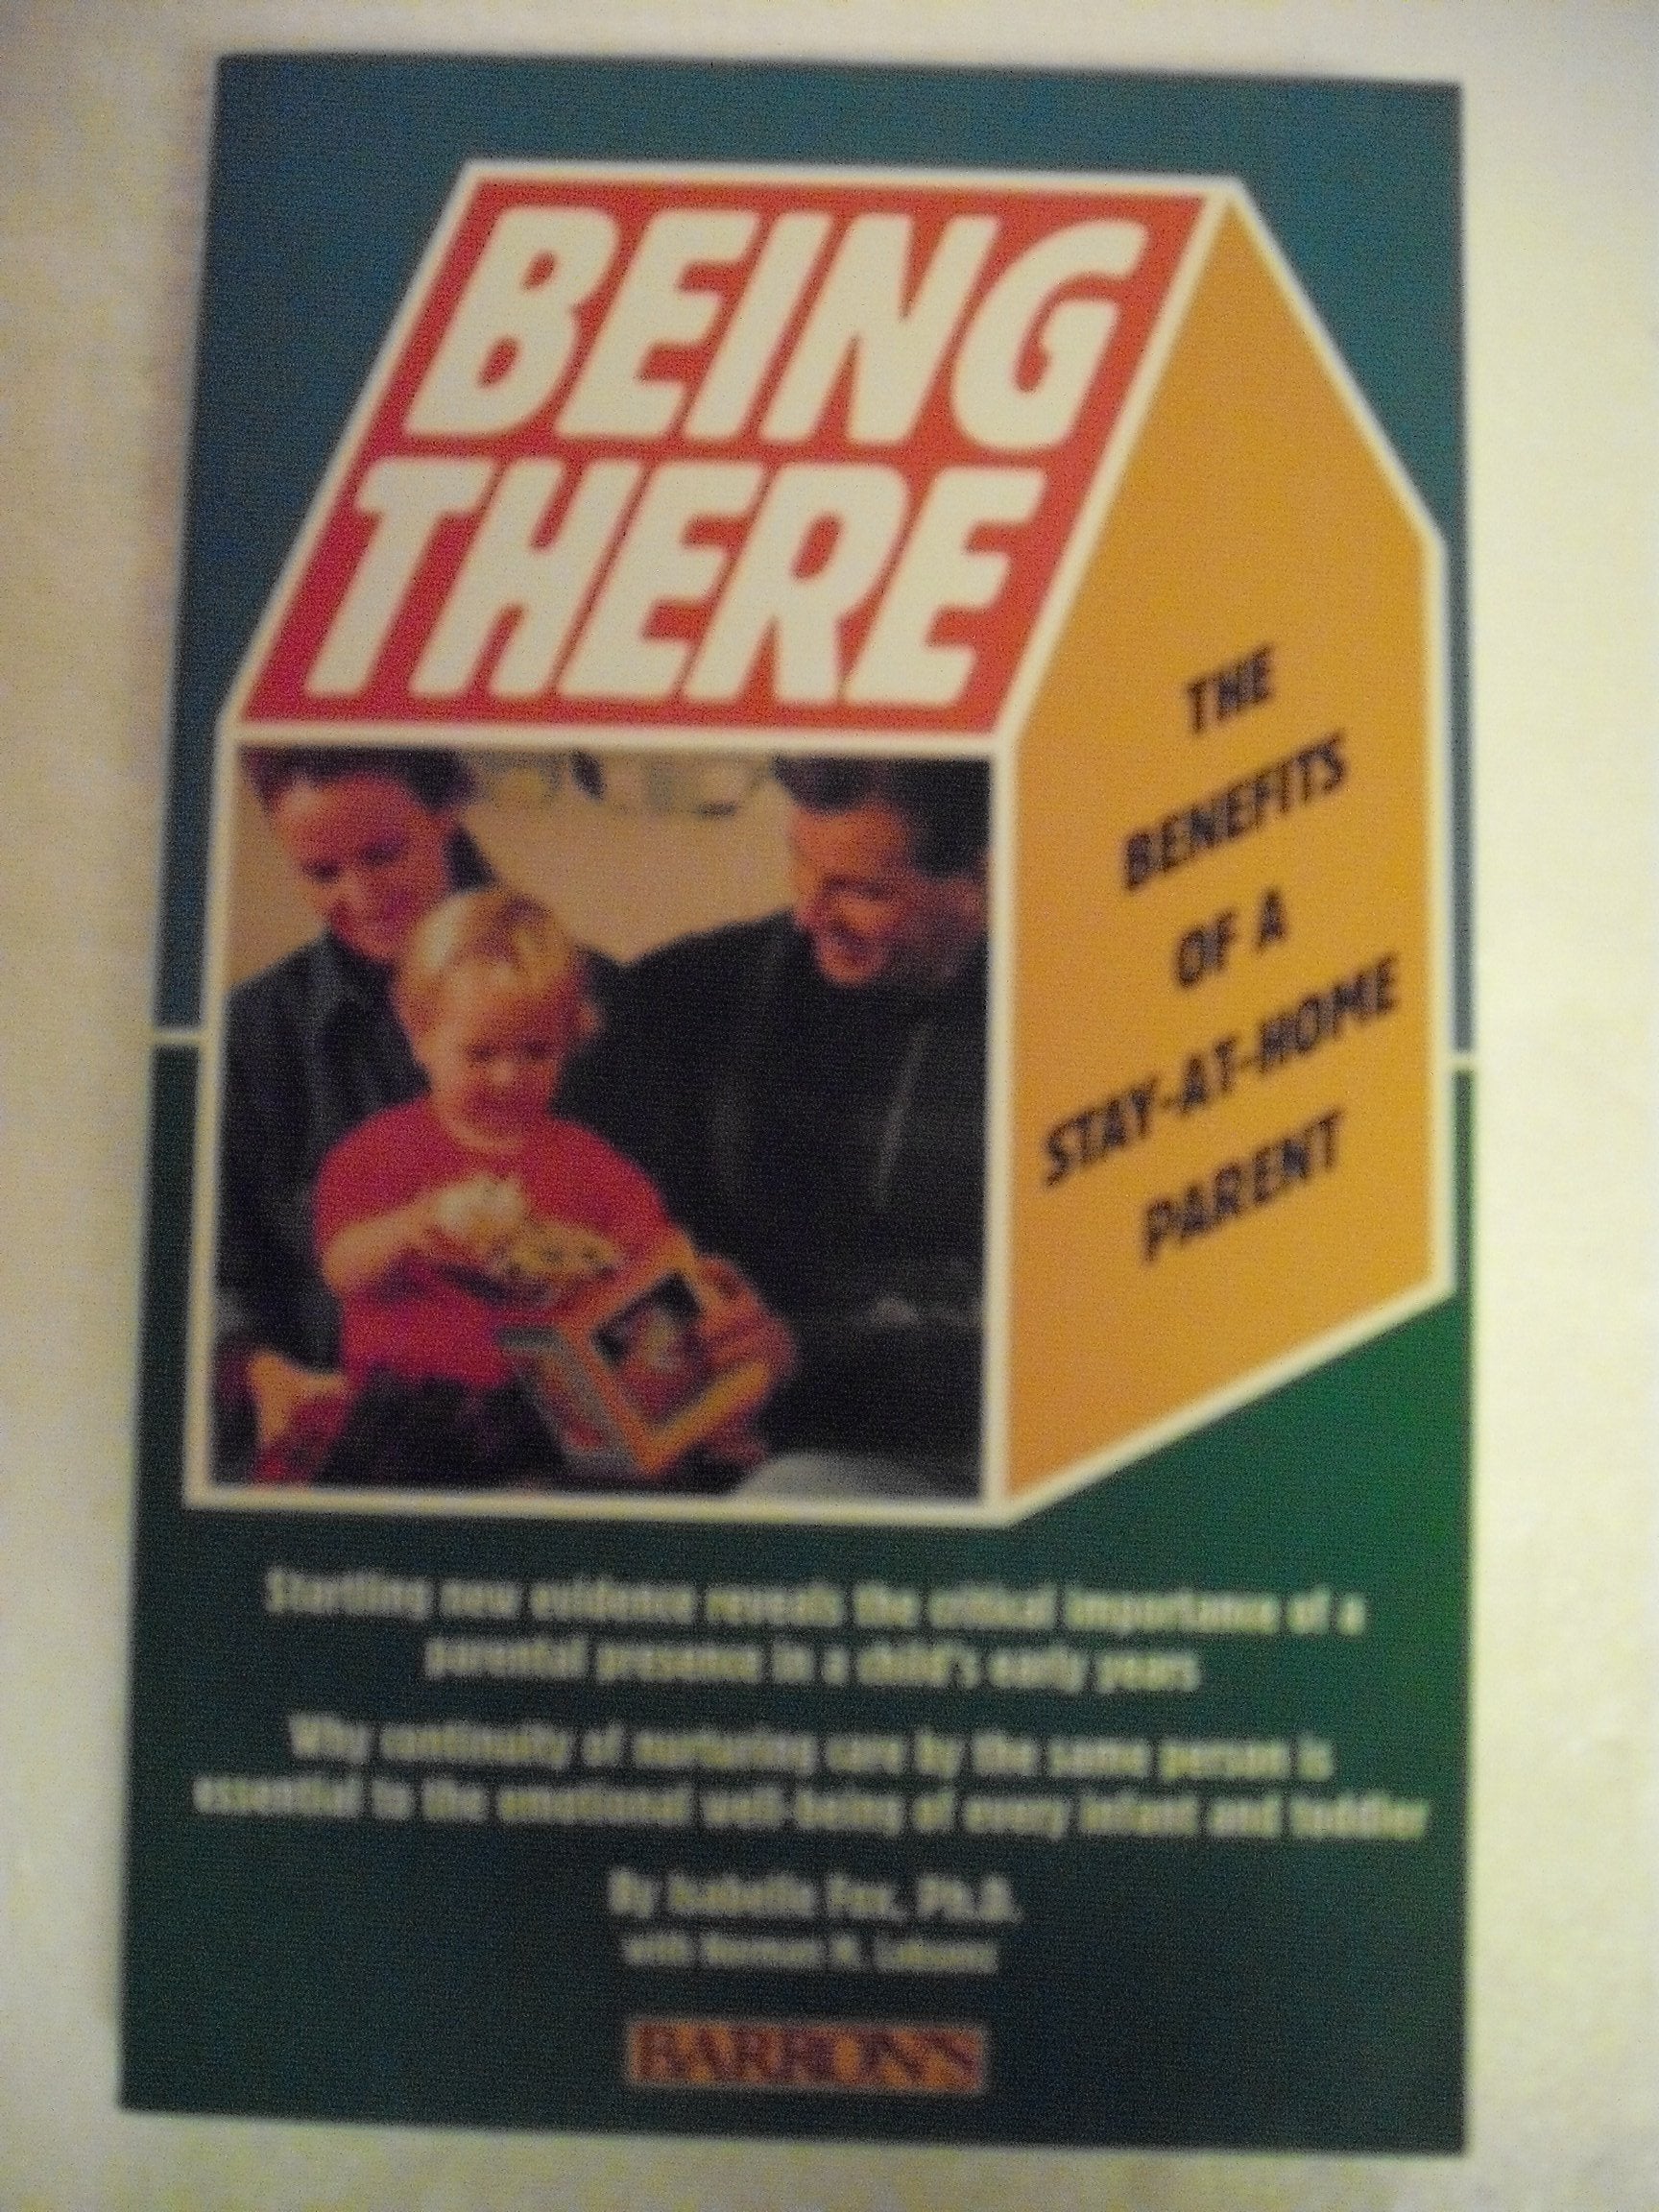 BEING
THERE
THE
BENEFITS
OF A
STAY-AT-HOME
PARENT
Startling new evidence reveals the critical importance of a
parental presence in a child's early years
Why continuity of nurturing care by the same person is
essential to the emotional well-being of every infant and toddler
By Isabelle Fox, Ph.D.
with Norman M. Lobsenz
BARRON'S